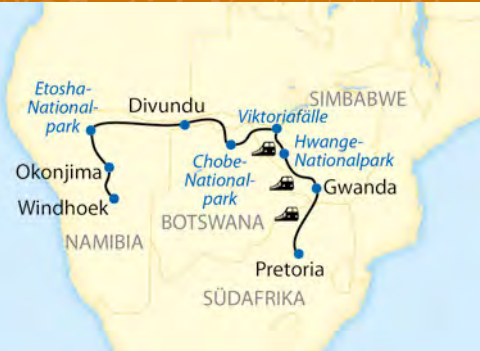 Etosha-
National-
park
Divundu
Viktoriafälle
SIMBABWE
Hwange-
Nationalpark
Chobe-
National-
park
Okonjima
Windhoek
Gwanda
BOTSWANA
NAMIBIA
Pretoria
SÜDAFRIKA